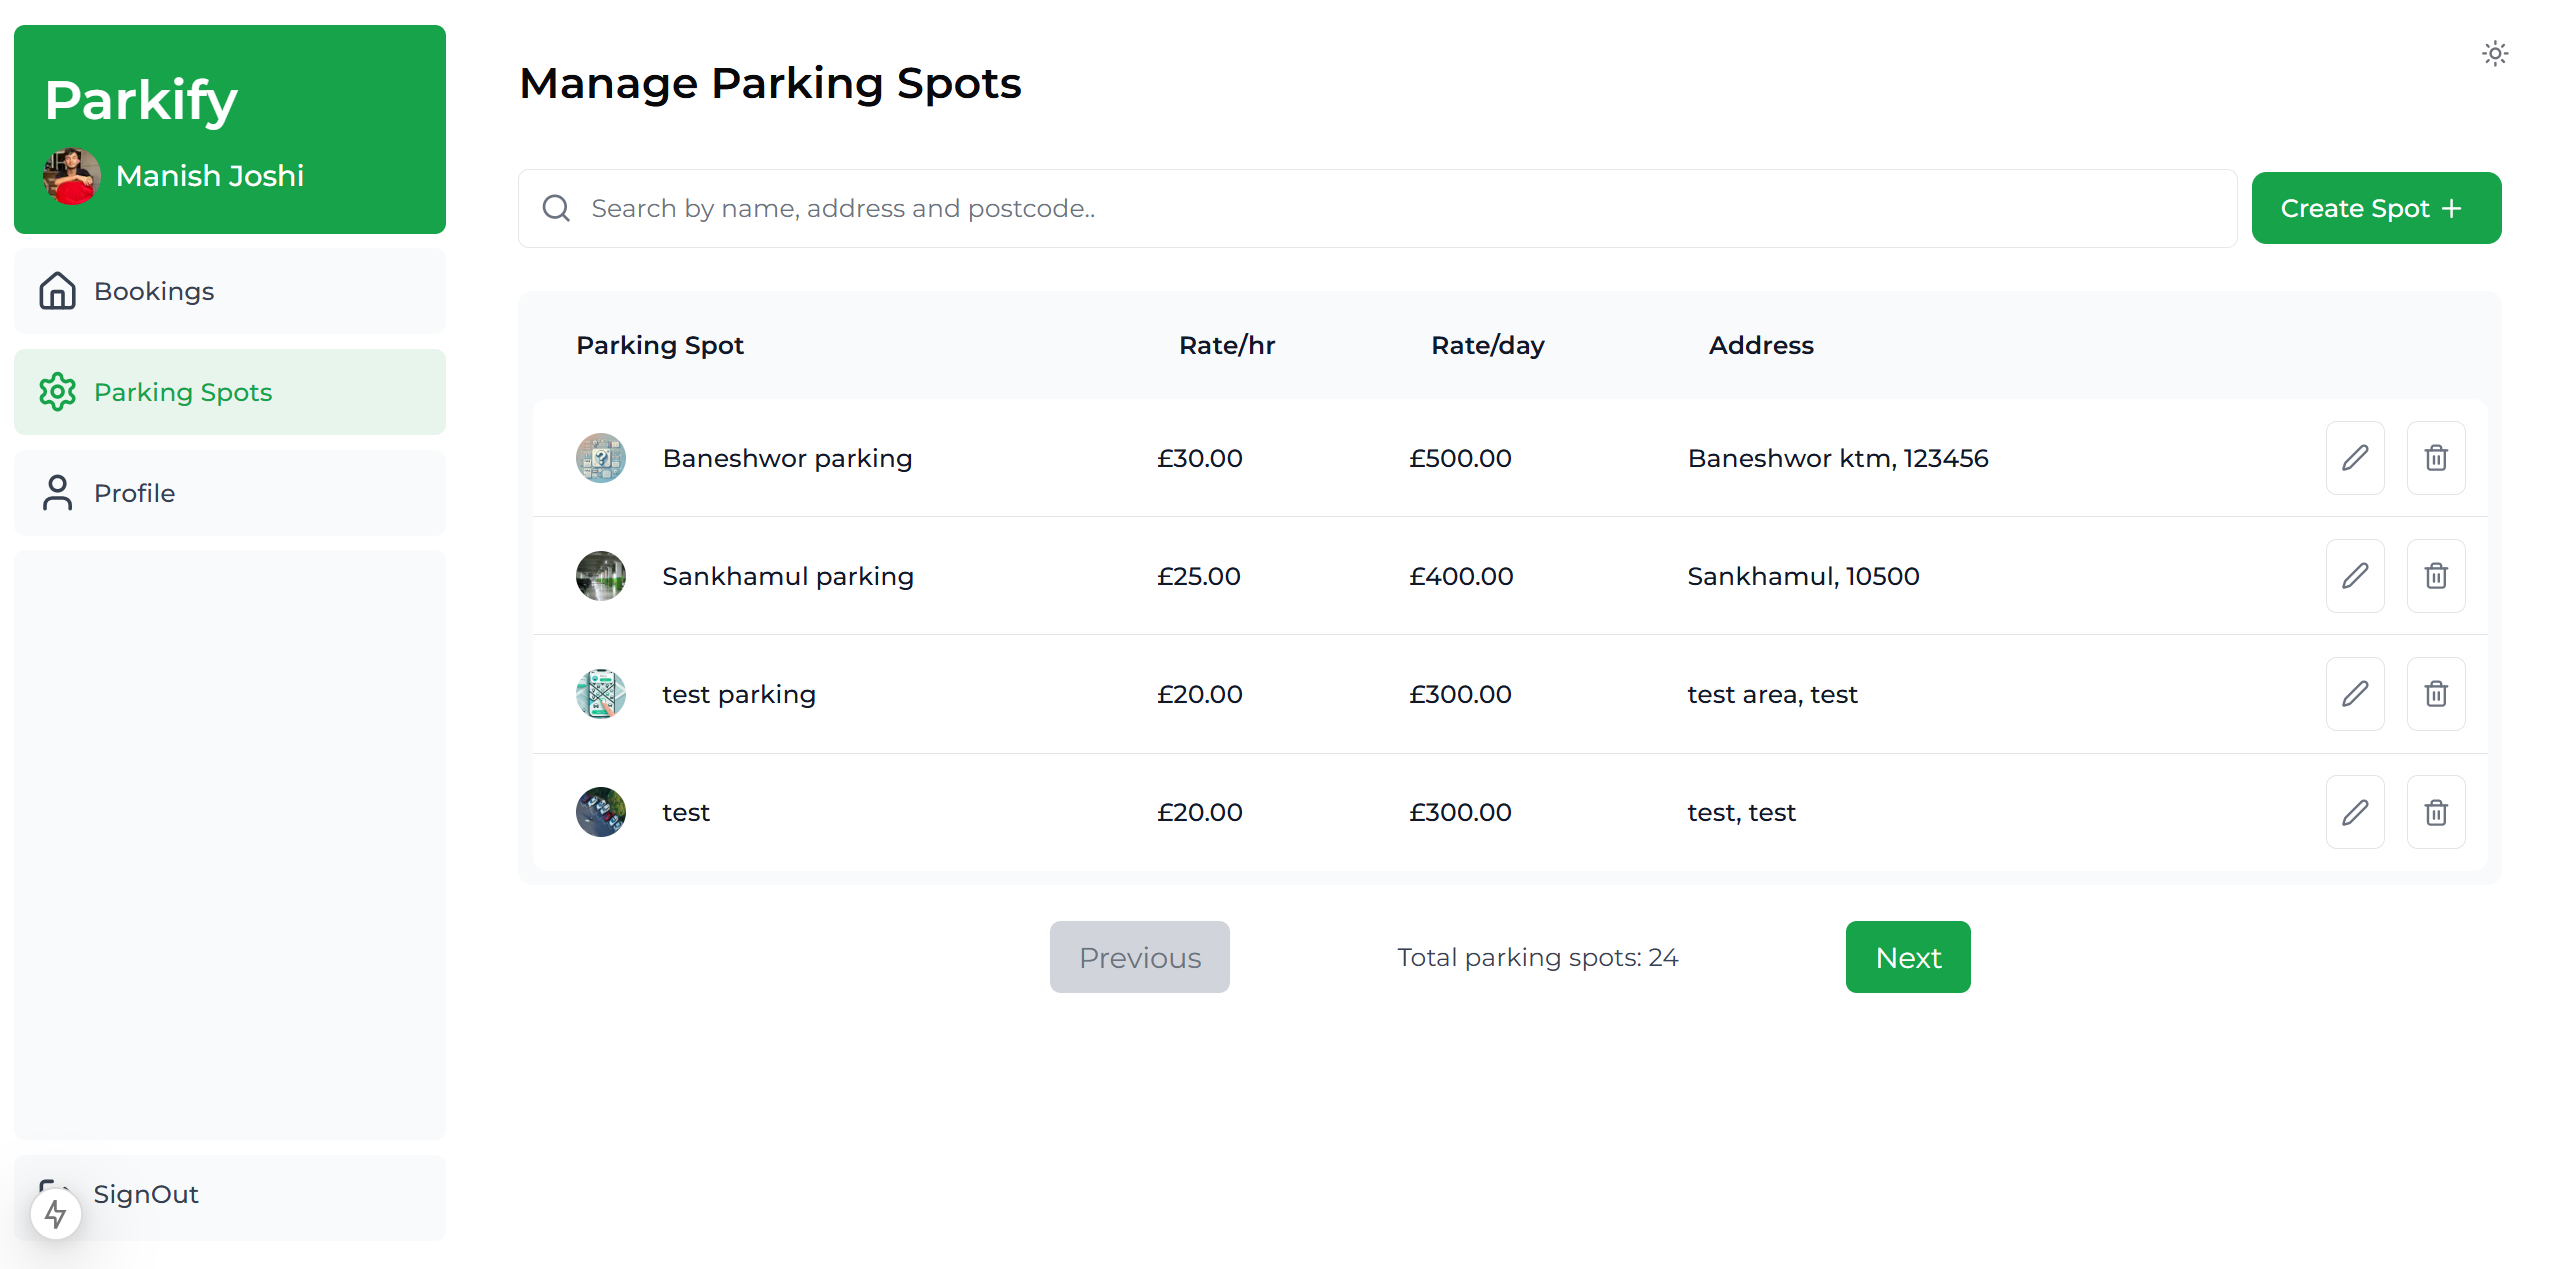 Parkify
Manish Joshi
Bookings
Parking Spots
Profile
SignOut
Manage Parking Spots
Search by name, address and postcode..
Create Spot +
Parking Spot Rate/hr Rate/day Address
Baneshwor parking £30.00 £500.00 Baneshwor ktm, 123456
Sankhamul parking £25.00 £400.00 Sankhamul, 10500
test parking £20.00 £300.00 test area, test
test £20.00 £300.00 test, test
Previous Total parking spots: 24 Next